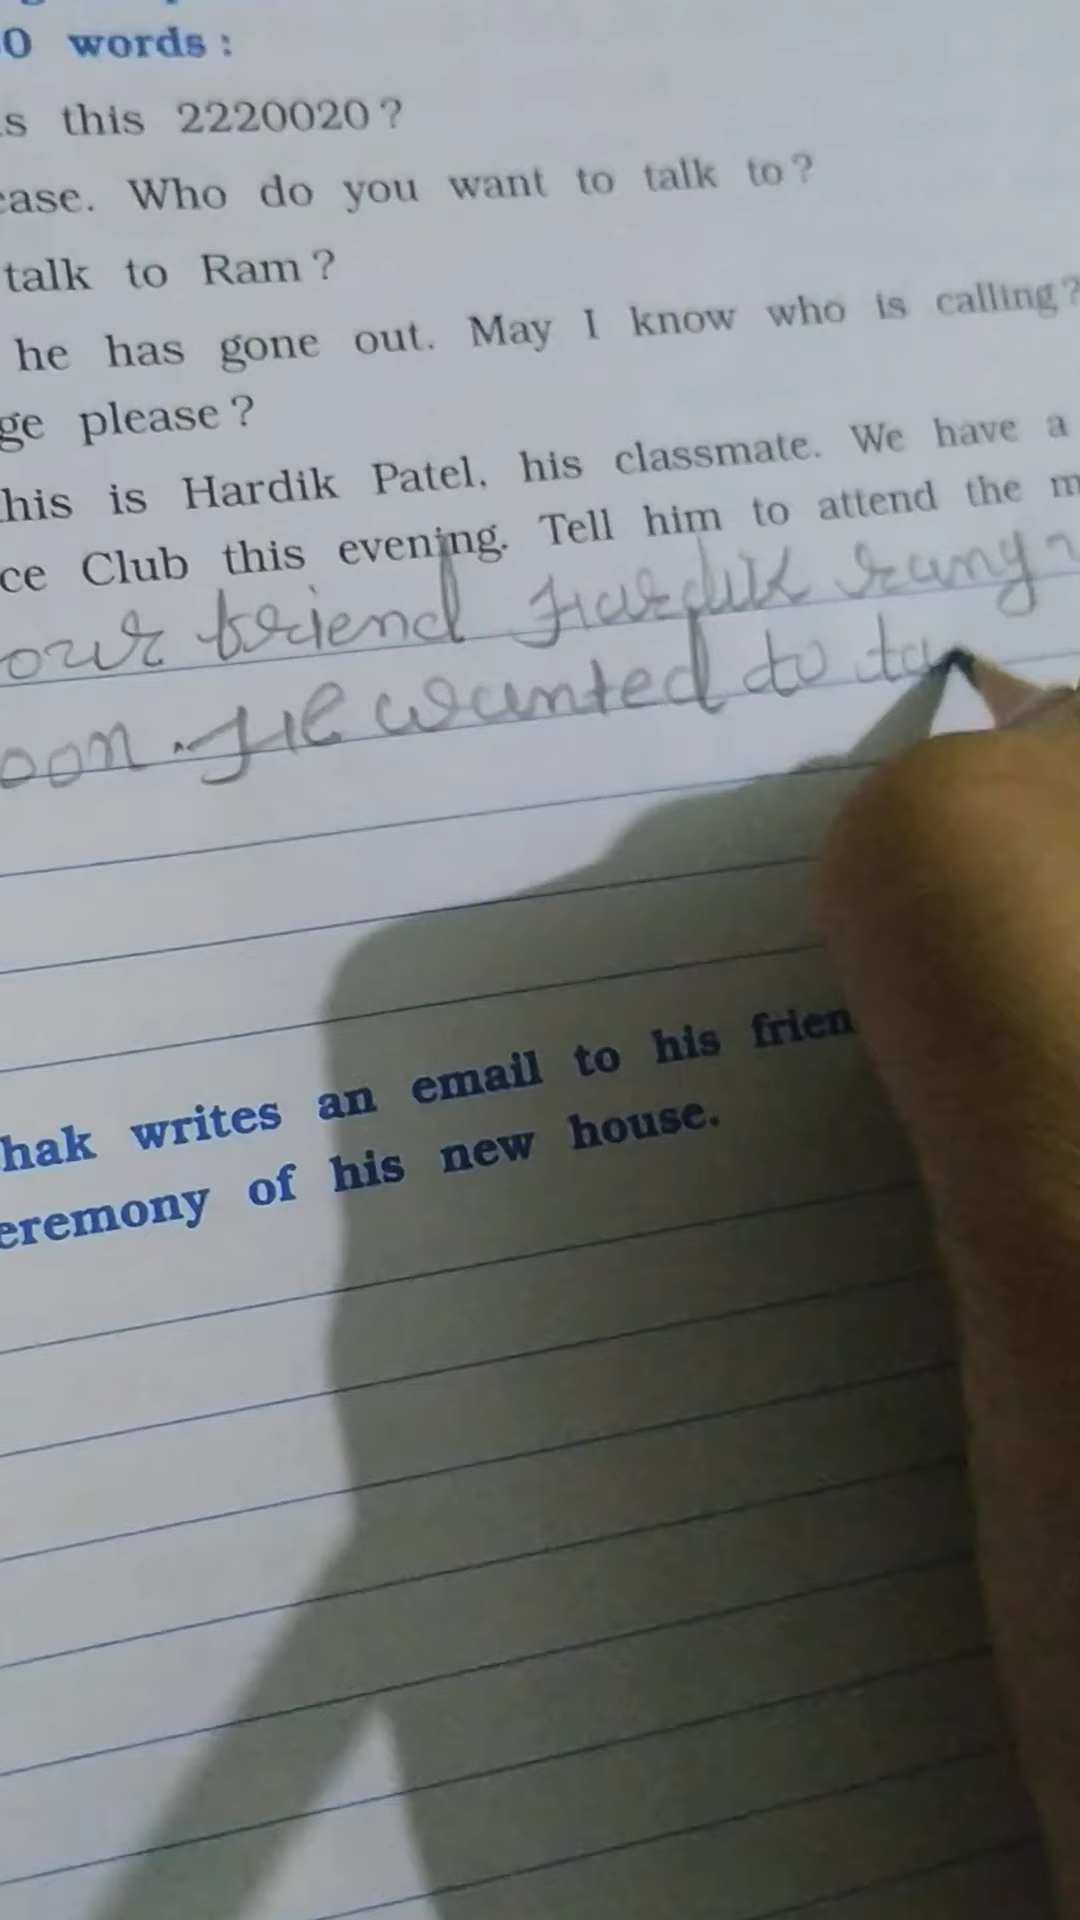 0 words :
s this 2220020 ?
ease. Who do you want to talk to ?
talk to Ram ?
he has gone out. May I know who is calling ?
ge please ?
his is Hardik Patel, his classmate. We have a
ce Club this evening. Tell him to attend the m
our friend Hardik rang
oon. He wanted to ta
hak writes an email to his frien
eremony of his new house.